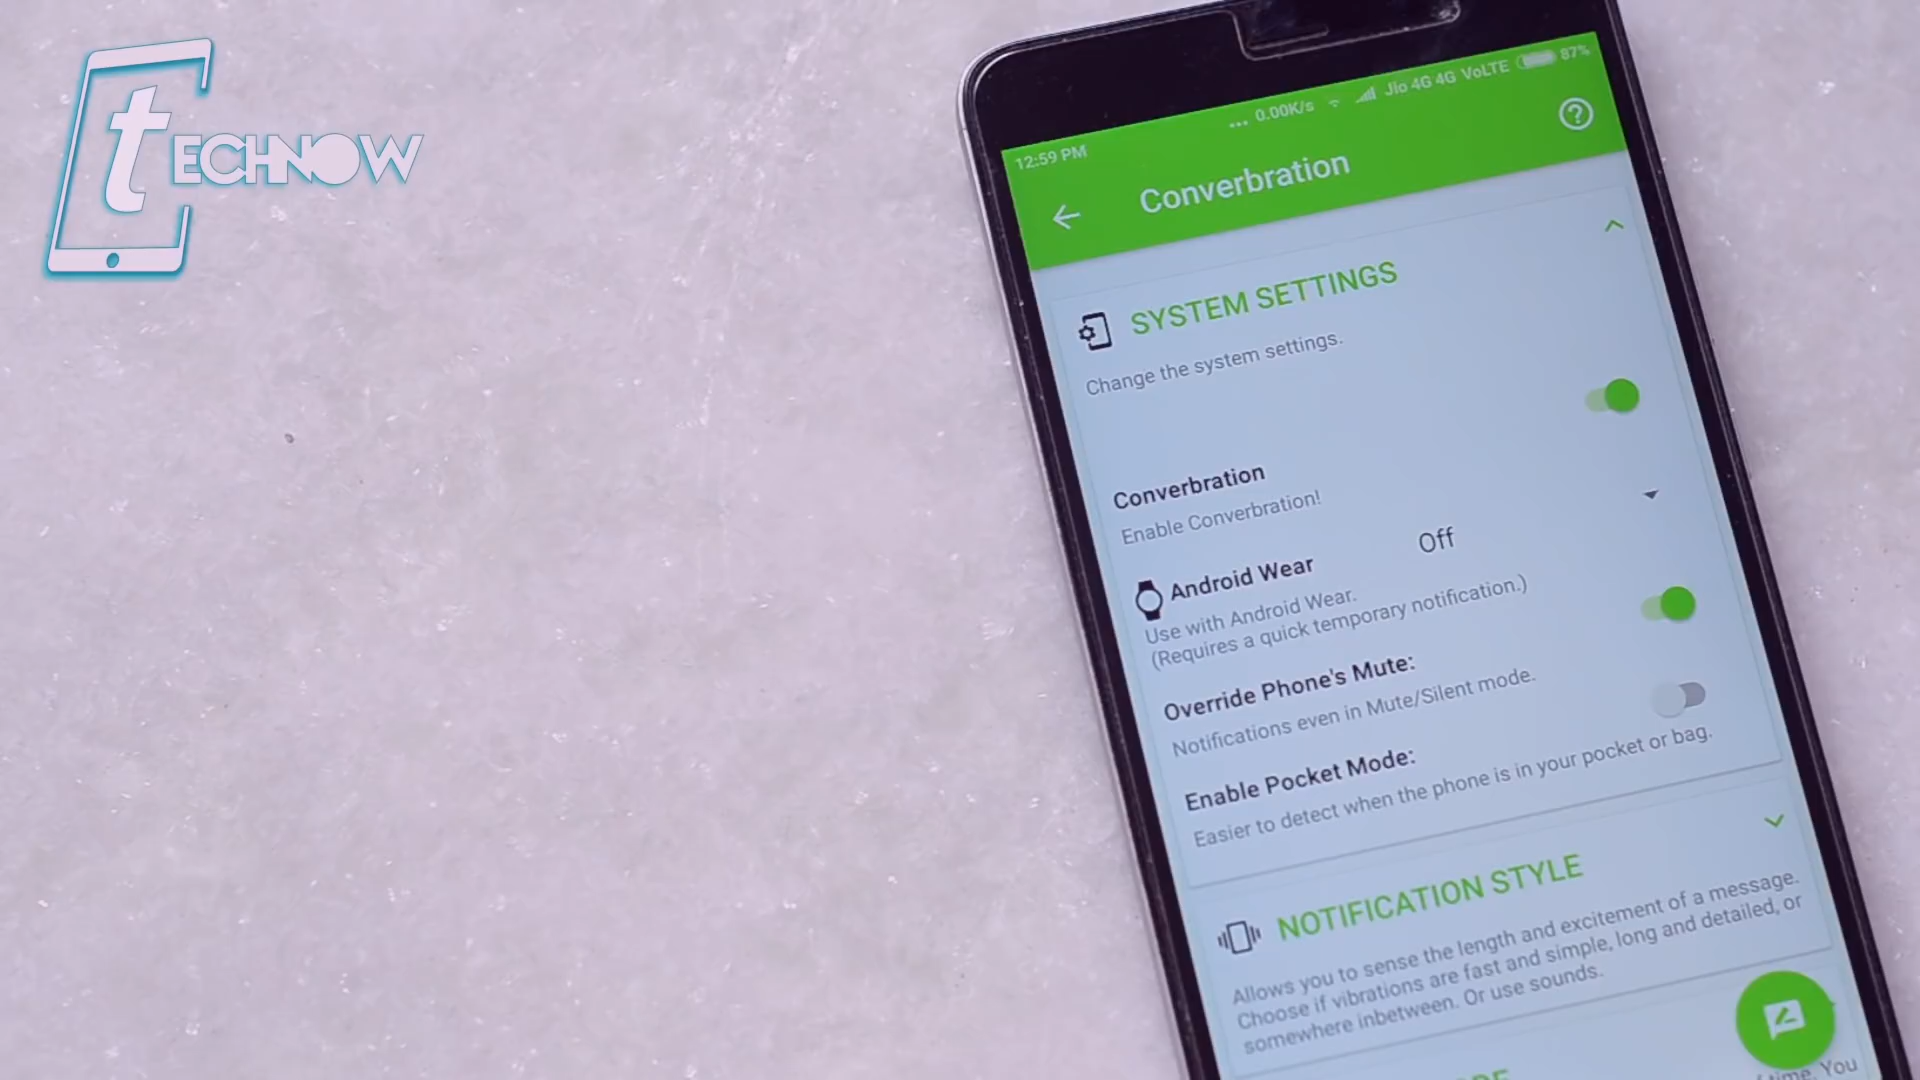 tECHNOW
12:59 PM
... 0.00K/s Jio 4G 4G VoLTE 87%
Converbration
SYSTEM SETTINGS
Change the system settings.
Converbration
Enable Converbration!
Android Wear Off
Use with Android Wear.
(Requires a quick temporary notification.)
Override Phone's Mute:
Notifications even in Mute/Silent mode.
Enable Pocket Mode:
Easier to detect when the phone is in your pocket or bag.
NOTIFICATION STYLE
Allows you to sense the length and excitement of a message.
Choose if vibrations are fast and simple, long and detailed, or
somewhere inbetween. Or use sounds.
time. You